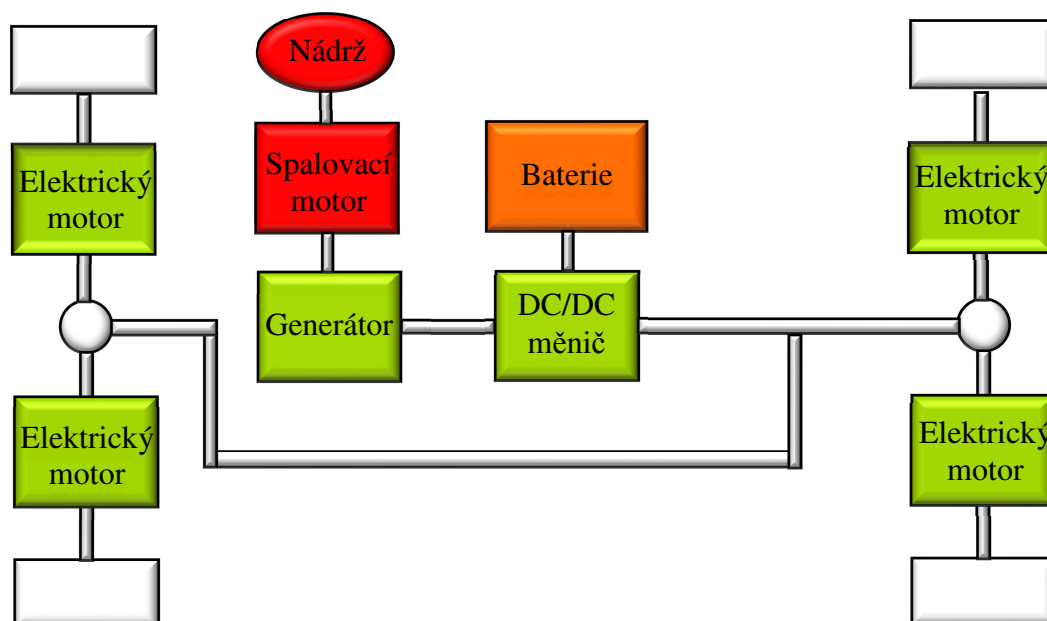 Nádrž
Spalovací
motor
Baterie
Elektrický
motor
Elektrický
motor
Generátor
DC/DC
měnič
Elektrický
motor
Elektrický
motor